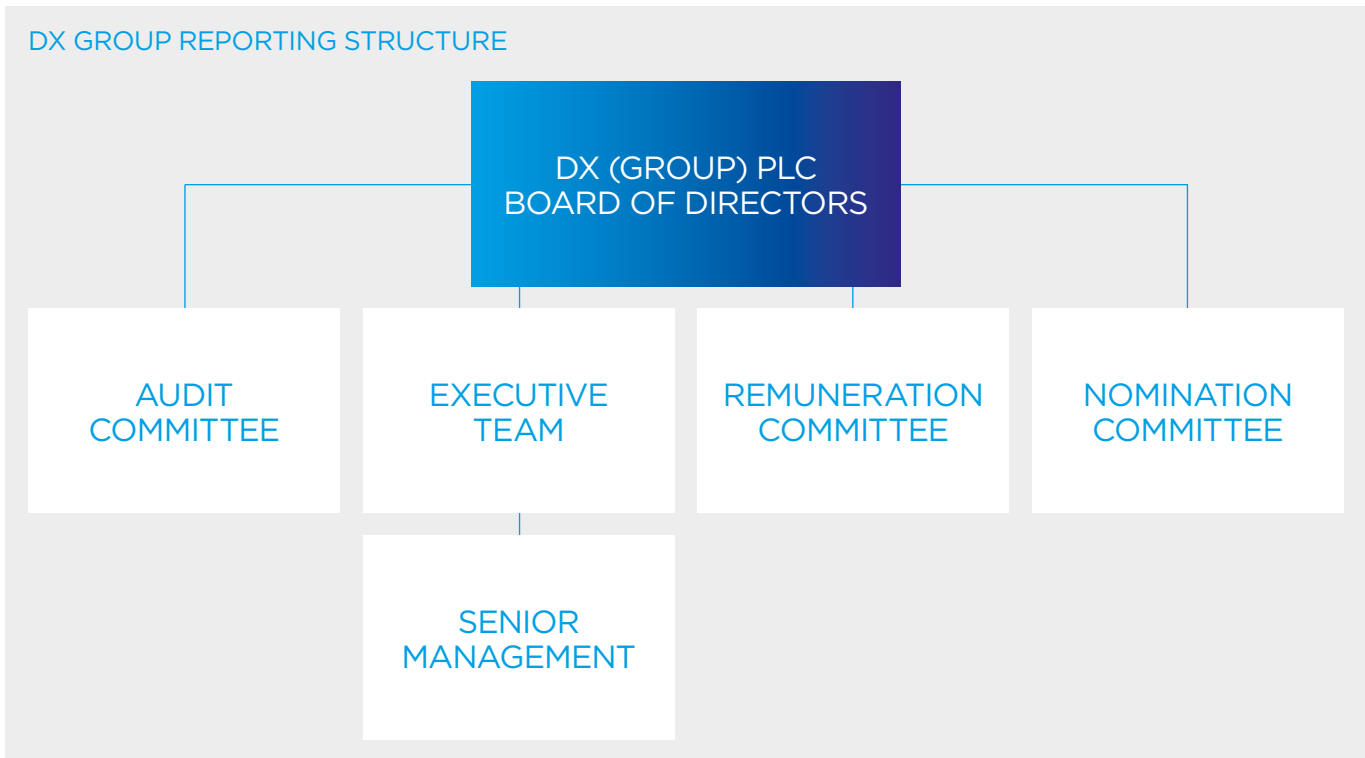 DX GROUP REPORTING STRUCTURE
DX (GROUP) PLC
BOARD OF DIRECTORS
AUDIT
COMMITTEE
EXECUTIVE
TEAM
REMUNERATION
COMMITTEE
NOMINATION
COMMITTEE
SENIOR
MANAGEMENT